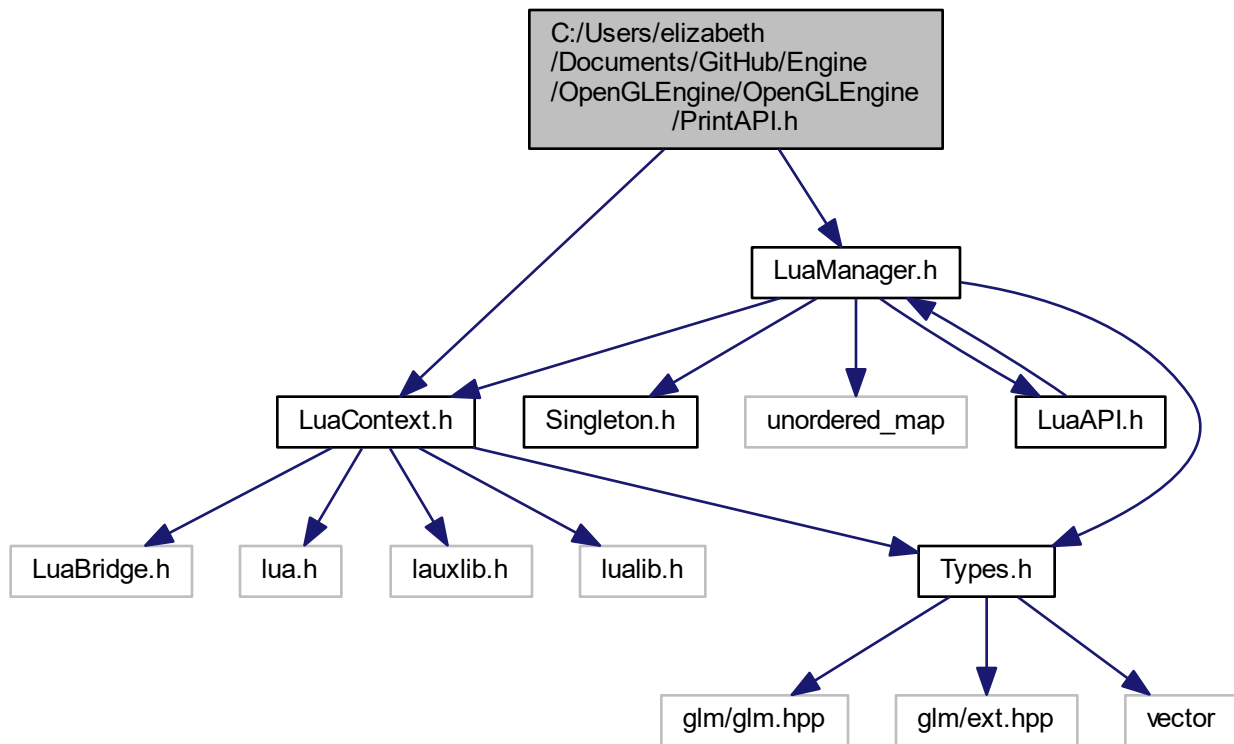 C:/Users/elizabeth
/Documents/GitHub/Engine
/OpenGLEngine/OpenGLEngine
/PrintAPI.h
LuaManager.h
LuaContext.h
Singleton.h
unordered_map
LuaAPI.h
LuaBridge.h
lua.h
lauxlib.h
lualib.h
Types.h
glm/glm.hpp
glm/ext.hpp
vector